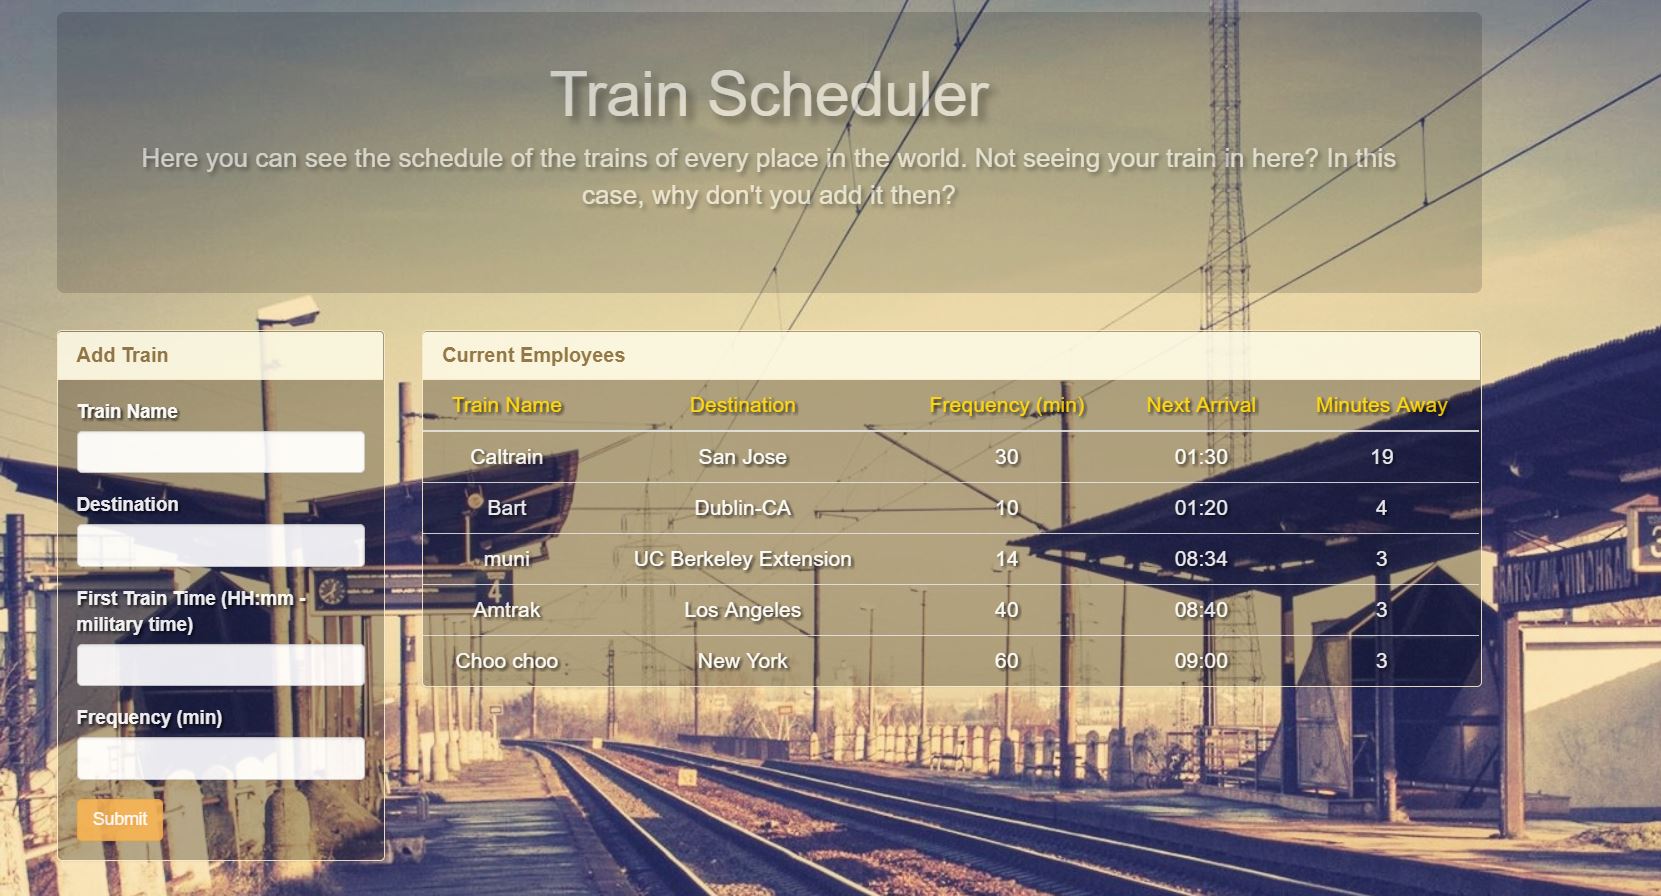 Train Scheduler
Here you can see the schedule of the trains of every place in the world. Not seeing your train in here? In this
case, why don't you add it then?
Add Train
Train Name
Destination
First Train Time (HH:mm -
military time)
Frequency (min)
Submit
Current Employees
Train Name Destination Frequency (min) Next Arrival Minutes Away
Caltrain San Jose 30 01:30 19
Bart Dublin-CA 10 01:20 4
muni UC Berkeley Extension 14 08:34 3
Amtrak Los Angeles 40 08:40 3
Choo choo New York 60 09:00 3
4
3